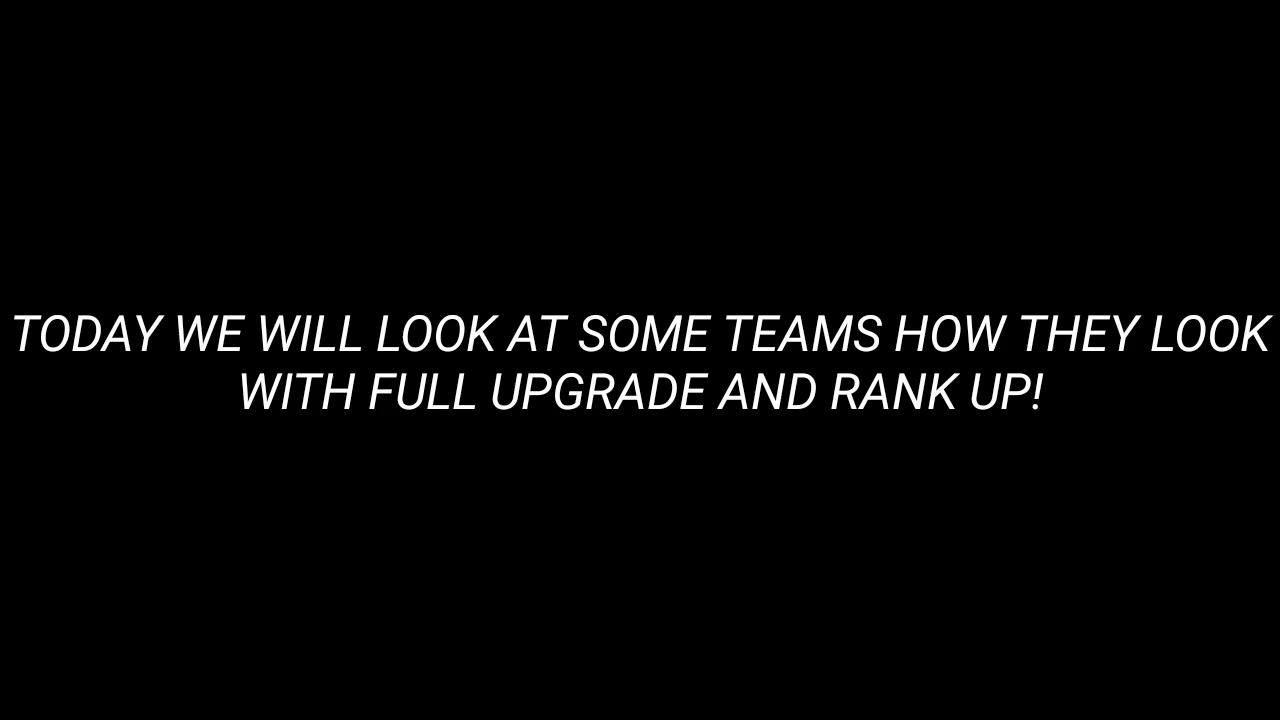 TODAY WE WILL LOOK AT SOME TEAMS HOW THEY LOOK
WITH FULL UPGRADE AND RANK UP!